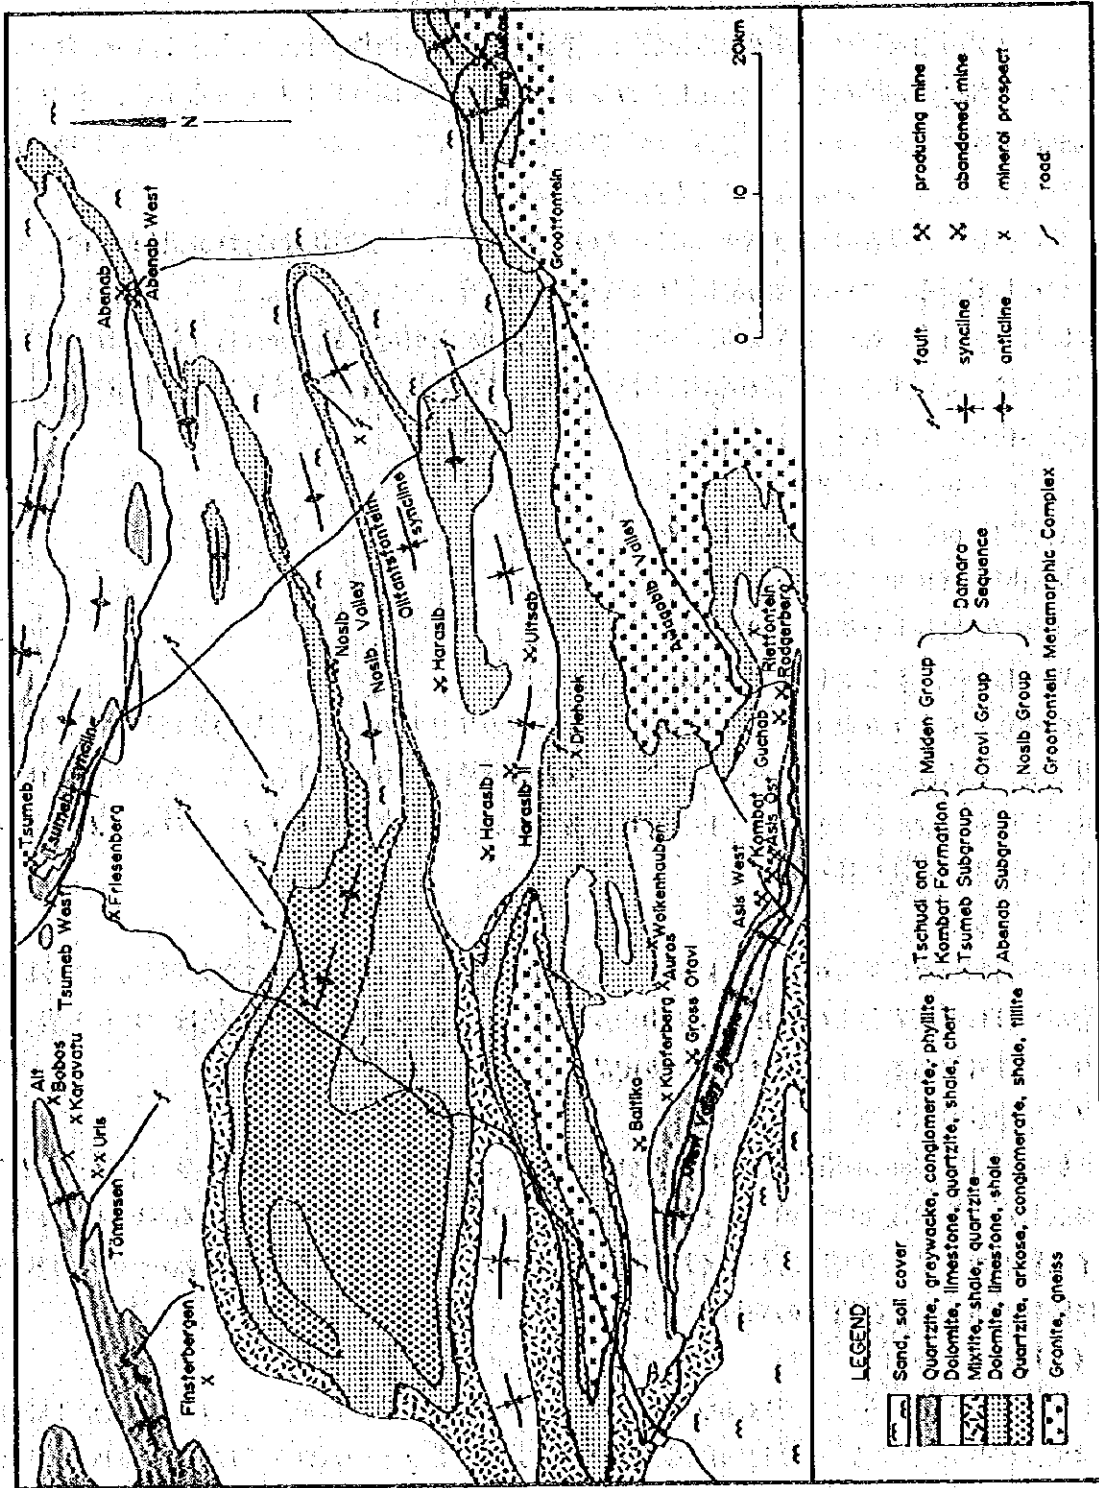 Alt
Bobos
Karavatu
Uris
Tönnesen
Finsterbergen
Tsumeb
Tsumeb syncline
Tsumeb West
Friesenberg
Abenab
Abenab West
N
Nosib
Nosib Valley
Olifantsfontein
syncline
Harasib
Harasib I
Harasib II
Uitsab
Driehoek
Wolkenhauben
Auros
Kupferberg
Gross Otavi
Baltika
Otavi Valley syncline
Asis West
Kombat
Asis Ost
Guchab
Rietfontein
Rodgerberg
Valley
Grootfontein
Berg
0 10 20km
f
f
f
f
f
f
f
f
f
LEGEND
Sand, soil cover
Quartzite, greywacke, conglomerate, phyllite } Tschudi and Kombat Formation } Mulden Group
Dolomite, limestone, quartzite, shale, chert } Tsumeb Subgroup
Mixtite, shale, quartzite
Dolomite, limestone, shale } Abenab Subgroup } Otavi Group
Quartzite, arkose, conglomerate, shale, tillite } Nosib Group
Damara Sequence
Granite, gneiss } Grootfontein Metamorphic Complex
f fault
syncline
anticline
producing mine
abandoned mine
x mineral prospect
road